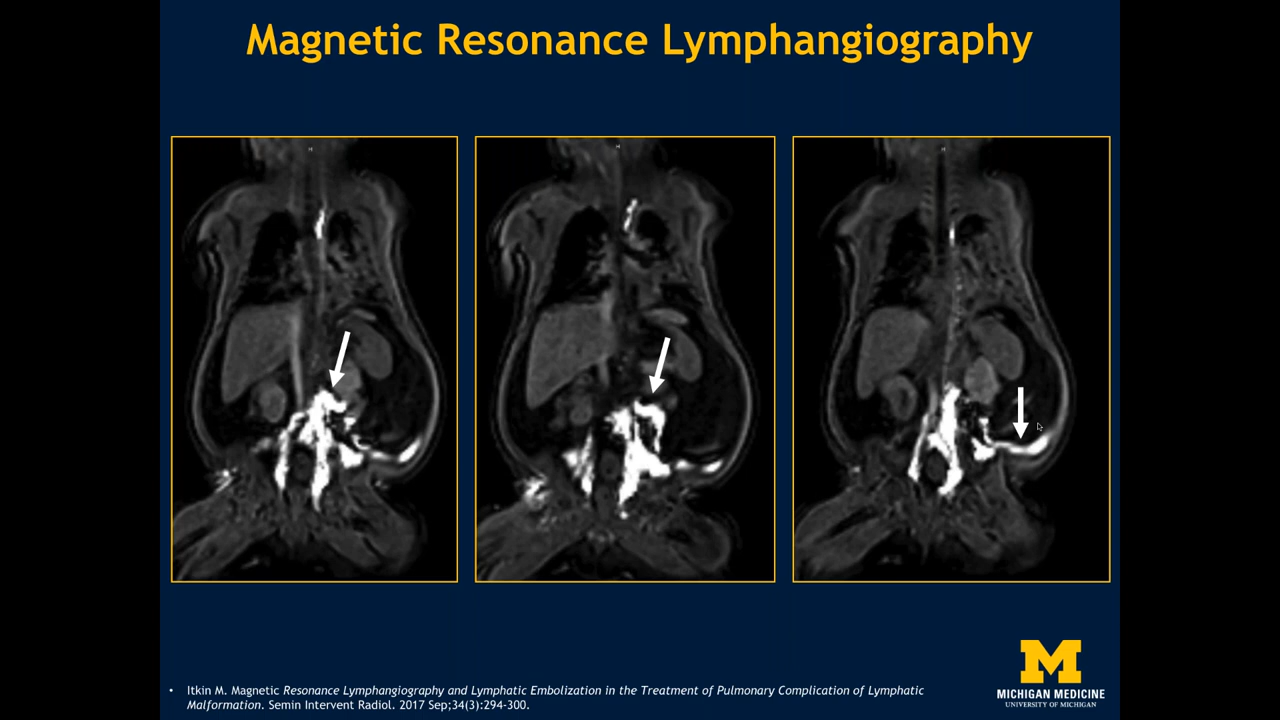 Magnetic Resonance Lymphangiography
H
H
H
• Itkin M. Magnetic Resonance Lymphangiography and Lymphatic Embolization in the Treatment of Pulmonary Complication of Lymphatic
Malformation. Semin Intervent Radiol. 2017 Sep;34(3):294-300.
M
MICHIGAN MEDICINE
UNIVERSITY OF MICHIGAN